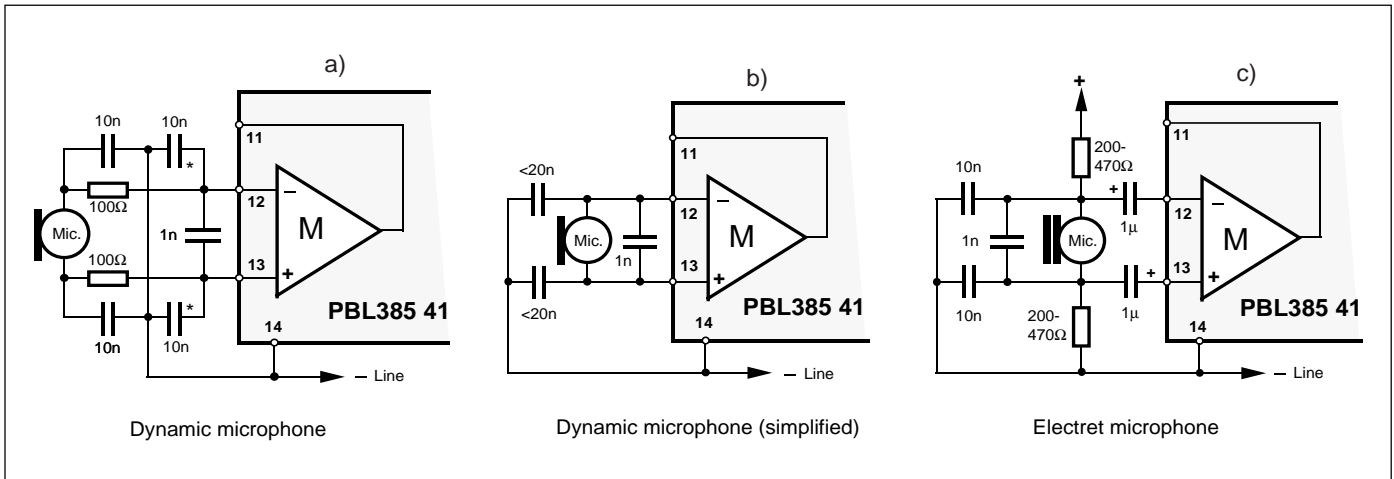 a)
10n
10n
*
11
100Ω
12
−
Mic.
1n
M
100Ω
13
+
*
10n
10n
14
PBL385 41
− Line
Dynamic microphone
b)
11
<20n
12
−
Mic.
1n
M
13
+
<20n
14
PBL385 41
− Line
Dynamic microphone (simplified)
c)
+
11
200-
470Ω
10n
+
1µ
12
−
1n
Mic.
M
13
+
+
10n
1µ
200-
470Ω
14
PBL385 41
− Line
Electret microphone